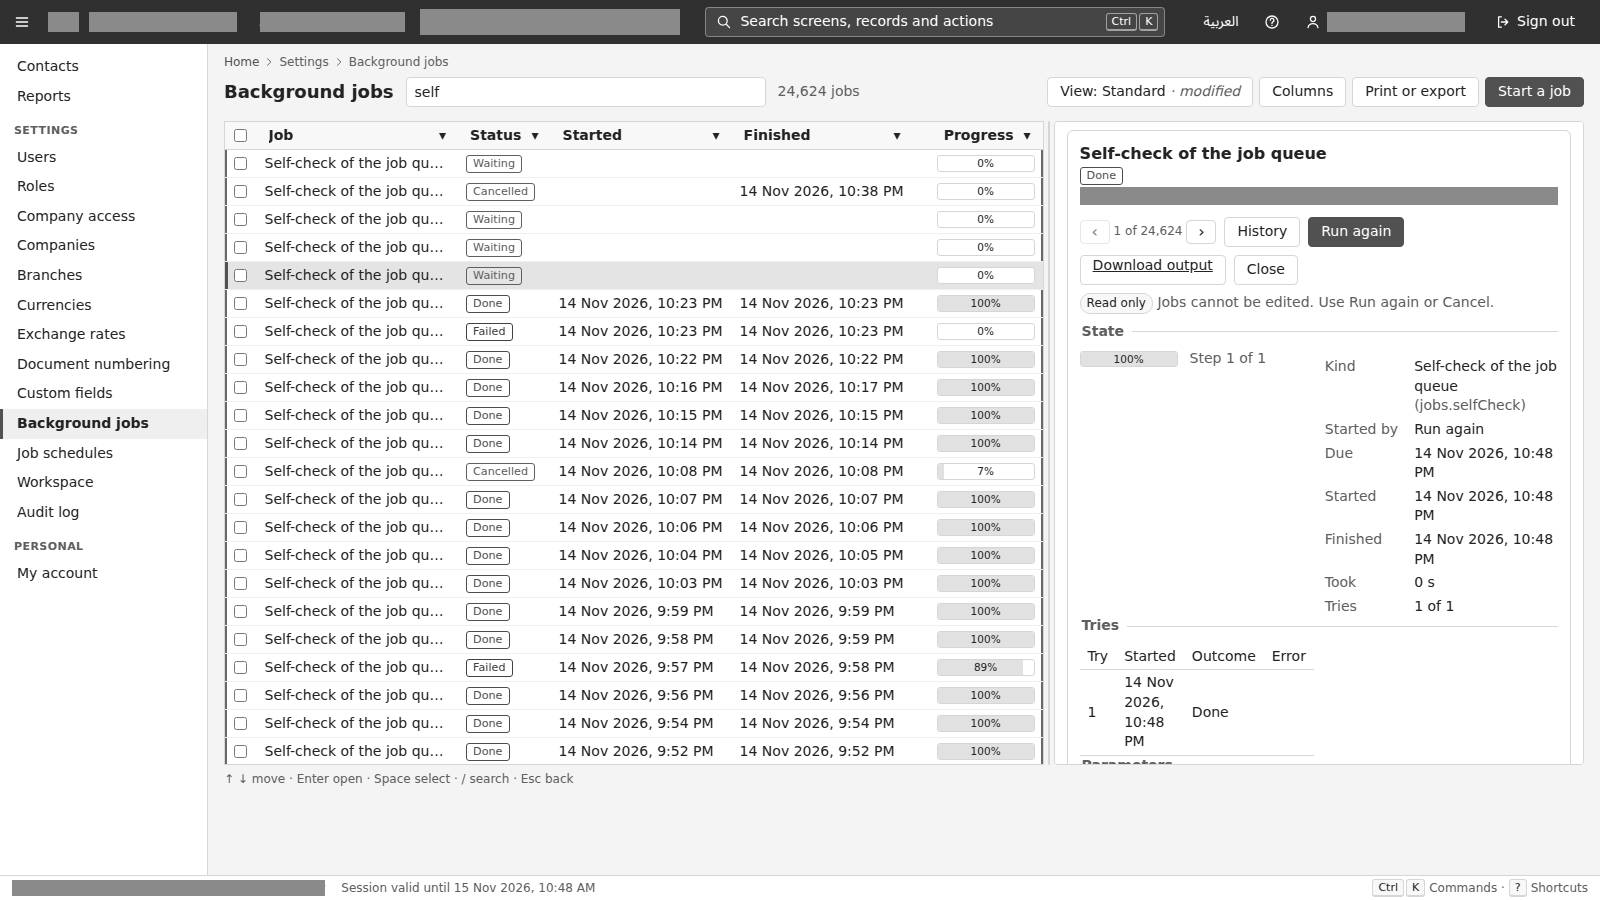 Search screens, records and actions Ctrl K العربية Sign out
Contacts
Reports
SETTINGS
Users
Roles
Company access
Companies
Branches
Currencies
Exchange rates
Document numbering
Custom fields
Background jobs
Job schedules
Workspace
Audit log
PERSONAL
My account
Home > Settings > Background jobs
Background jobs self 24,624 jobs View: Standard · modified Columns Print or export Start a job
Job ▼ Status ▼ Started ▼ Finished ▼ Progress ▼
Self-check of the job qu… Waiting 0%
Self-check of the job qu… Cancelled 14 Nov 2026, 10:38 PM 0%
Self-check of the job qu… Waiting 0%
Self-check of the job qu… Waiting 0%
Self-check of the job qu… Waiting 0%
Self-check of the job qu… Done 14 Nov 2026, 10:23 PM 14 Nov 2026, 10:23 PM 100%
Self-check of the job qu… Failed 14 Nov 2026, 10:23 PM 14 Nov 2026, 10:23 PM 0%
Self-check of the job qu… Done 14 Nov 2026, 10:22 PM 14 Nov 2026, 10:22 PM 100%
Self-check of the job qu… Done 14 Nov 2026, 10:16 PM 14 Nov 2026, 10:17 PM 100%
Self-check of the job qu… Done 14 Nov 2026, 10:15 PM 14 Nov 2026, 10:15 PM 100%
Self-check of the job qu… Done 14 Nov 2026, 10:14 PM 14 Nov 2026, 10:14 PM 100%
Self-check of the job qu… Cancelled 14 Nov 2026, 10:08 PM 14 Nov 2026, 10:08 PM 7%
Self-check of the job qu… Done 14 Nov 2026, 10:07 PM 14 Nov 2026, 10:07 PM 100%
Self-check of the job qu… Done 14 Nov 2026, 10:06 PM 14 Nov 2026, 10:06 PM 100%
Self-check of the job qu… Done 14 Nov 2026, 10:04 PM 14 Nov 2026, 10:05 PM 100%
Self-check of the job qu… Done 14 Nov 2026, 10:03 PM 14 Nov 2026, 10:03 PM 100%
Self-check of the job qu… Done 14 Nov 2026, 9:59 PM 14 Nov 2026, 9:59 PM 100%
Self-check of the job qu… Done 14 Nov 2026, 9:58 PM 14 Nov 2026, 9:59 PM 100%
Self-check of the job qu… Failed 14 Nov 2026, 9:57 PM 14 Nov 2026, 9:58 PM 89%
Self-check of the job qu… Done 14 Nov 2026, 9:56 PM 14 Nov 2026, 9:56 PM 100%
Self-check of the job qu… Done 14 Nov 2026, 9:54 PM 14 Nov 2026, 9:54 PM 100%
Self-check of the job qu… Done 14 Nov 2026, 9:52 PM 14 Nov 2026, 9:52 PM 100%
↑ ↓ move · Enter open · Space select · / search · Esc back
Self-check of the job queue
Done
‹ 1 of 24,624 › History Run again
Download output Close
Read only Jobs cannot be edited. Use Run again or Cancel.
State
100% Step 1 of 1
Kind Self-check of the job
queue
(jobs.selfCheck)
Started by Run again
Due 14 Nov 2026, 10:48
PM
Started 14 Nov 2026, 10:48
PM
Finished 14 Nov 2026, 10:48
PM
Took 0 s
Tries 1 of 1
Tries
Try Started Outcome Error
1 14 Nov 2026, 10:48 PM Done
Parameters
Session valid until 15 Nov 2026, 10:48 AM Ctrl K Commands · ? Shortcuts